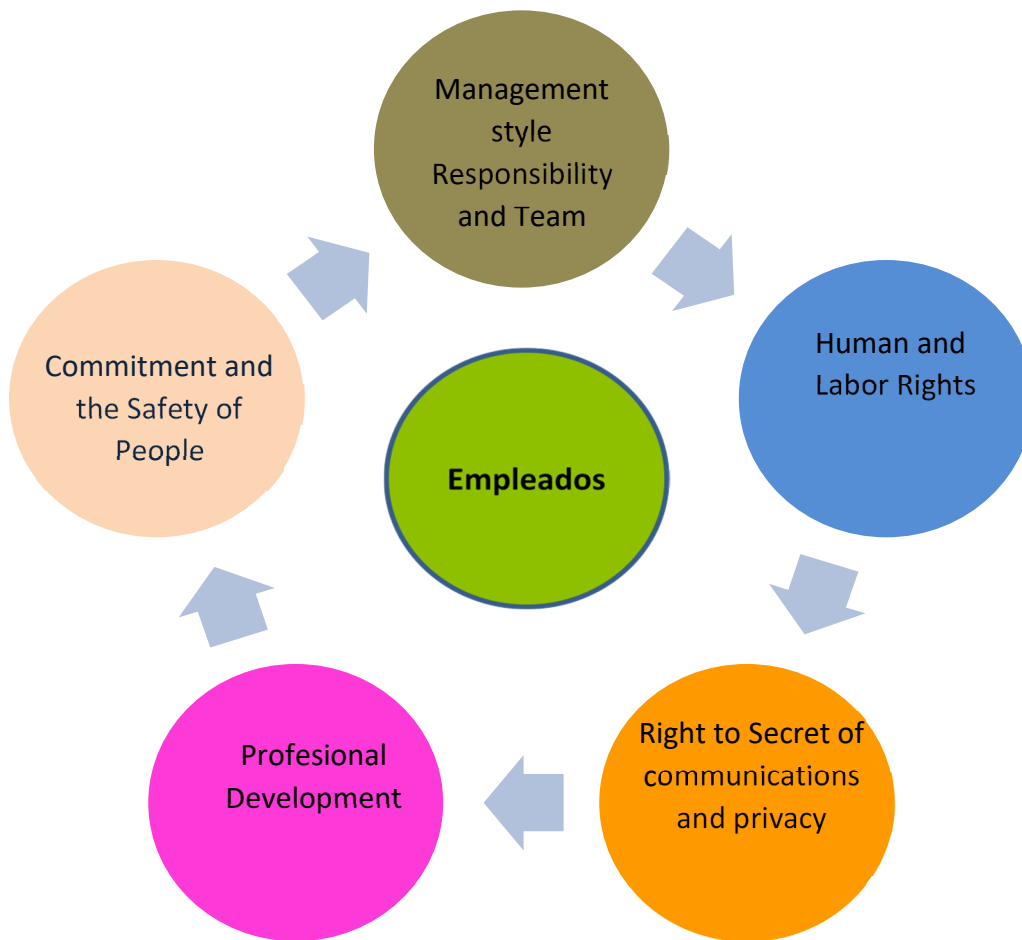 Management
style
Responsibility
and Team
Human and
Labor Rights
Commitment and
the Safety of
People
Empleados
Right to Secret of
communications
and privacy
Profesional
Development